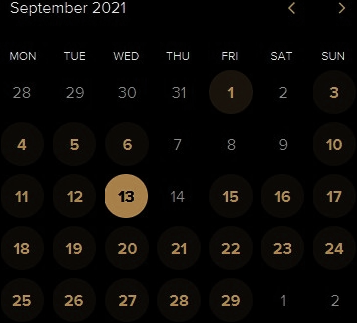 September 2021 < >
MON TUE WED THU FRI SAT SUN
28 29 30 31 1 2 3
4 5 6 7 8 9 10
11 12 13 14 15 16 17
18 19 20 21 22 23 24
25 26 27 28 29 1 2